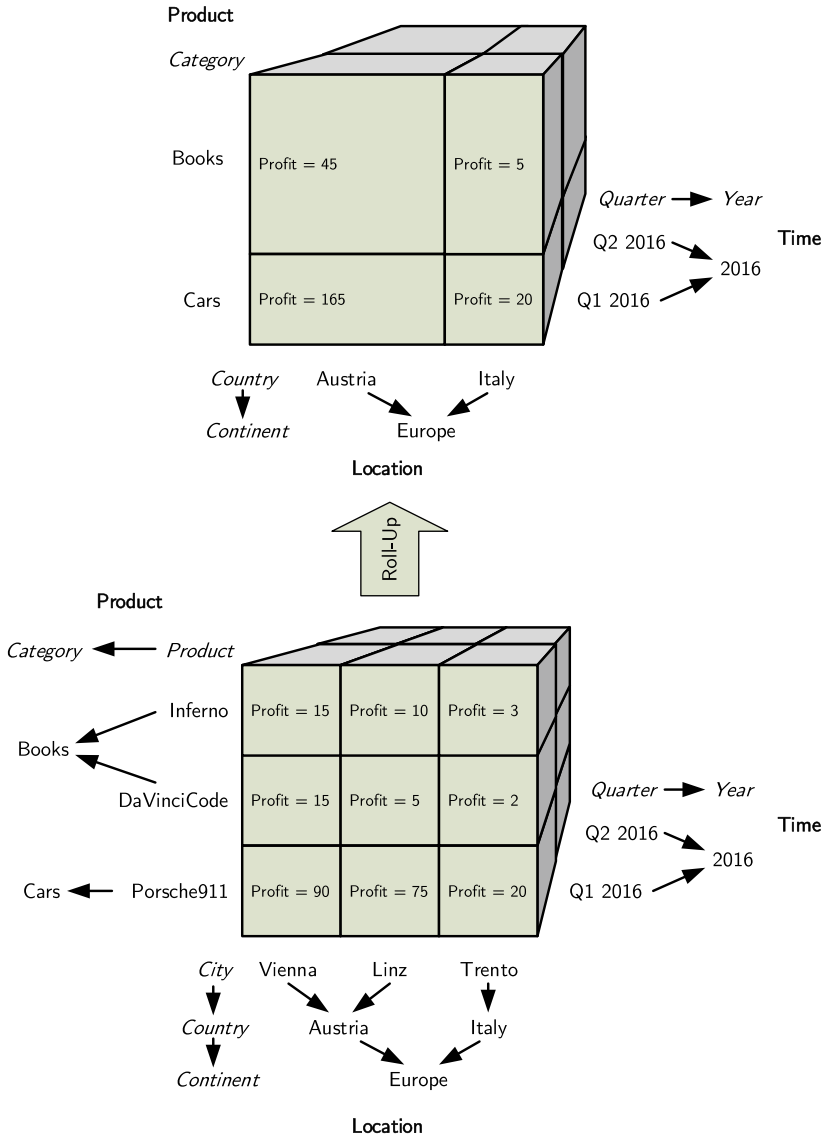 Product
Category
Books
Profit = 45
Profit = 5
Quarter
Year
Q2 2016
Time
2016
Cars
Profit = 165
Profit = 20
Q1 2016
Country
Austria
Italy
Continent
Europe
Location
Roll-Up
Product
Category
Product
Inferno
Profit = 15
Profit = 10
Profit = 3
Books
DaVinciCode
Profit = 15
Profit = 5
Profit = 2
Quarter
Year
Time
Q2 2016
2016
Cars
Porsche911
Profit = 90
Profit = 75
Profit = 20
Q1 2016
City
Vienna
Linz
Trento
Country
Austria
Italy
Continent
Europe
Location